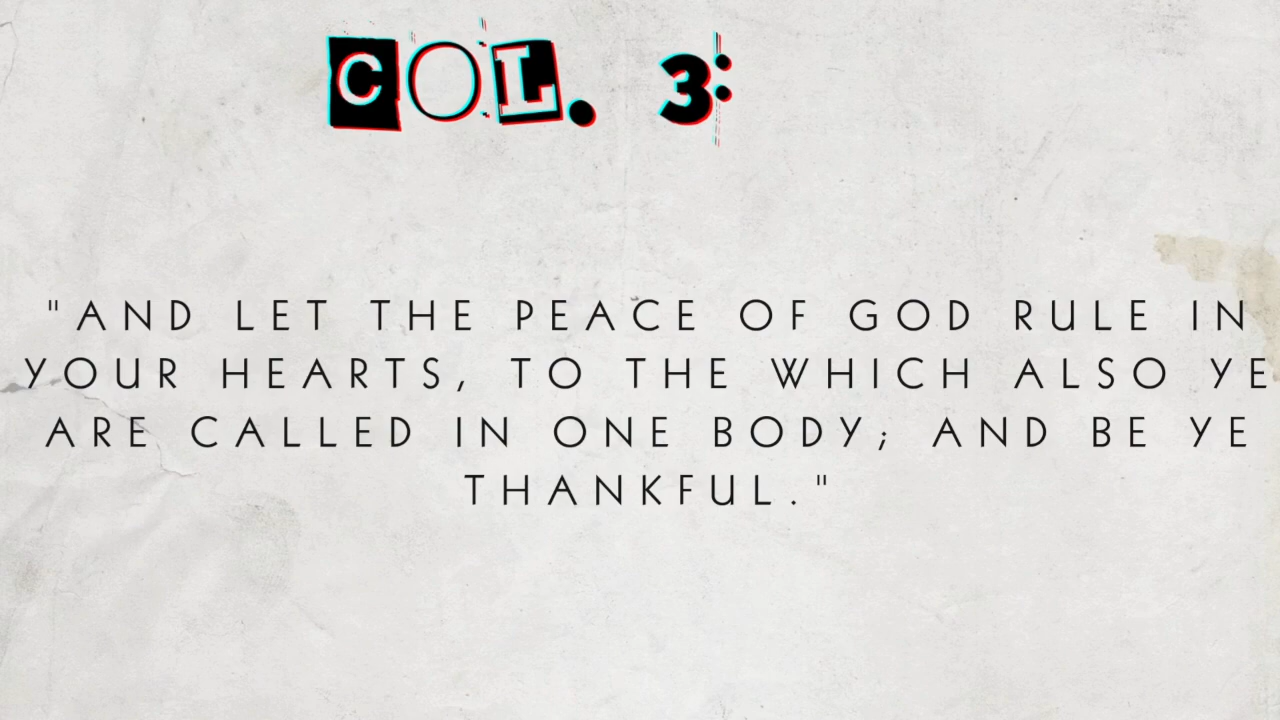 COL. 3:
"AND LET THE PEACE OF GOD RULE IN
YOUR HEARTS, TO THE WHICH ALSO YE
ARE CALLED IN ONE BODY; AND BE YE
THANKFUL."